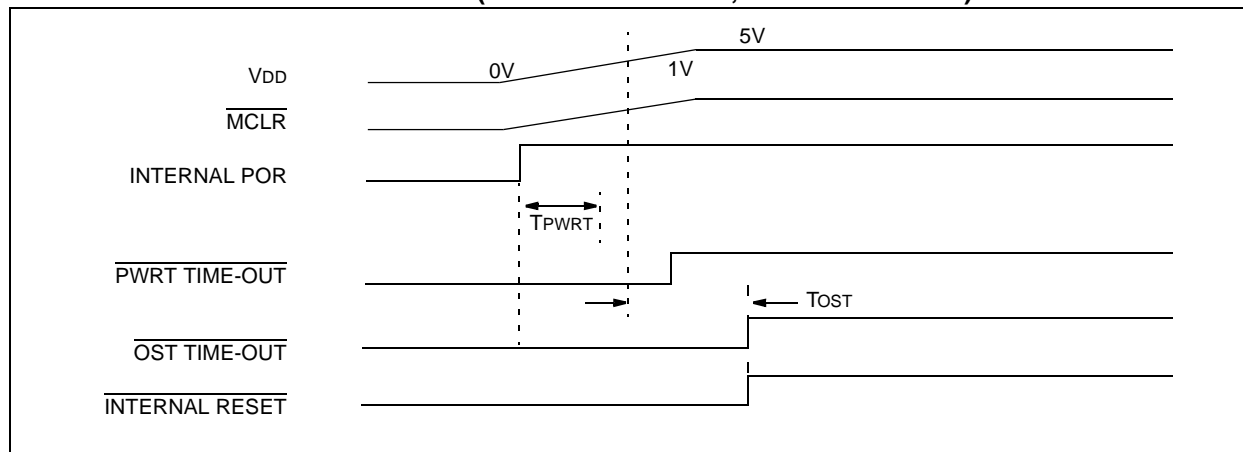 5V
VDD 0V 1V
MCLR
INTERNAL POR
TPWRT
PWRT TIME-OUT
TOST
OST TIME-OUT
INTERNAL RESET